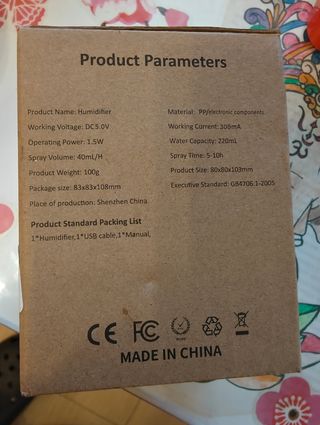 Product Parameters
Product Name: Humidifier
Material: PP/electronic components
Working Voltage: DC5.0V
Working Current: 308mA
Operating Power: 1.5W
Water Capacity: 220mL
Spray Volume: 40mL/H
Spray Time: 5-10h
Product Weight: 100g
Product Size: 80x80x103mm
Package size: 83x83x108mm
Executive Standard: GB4706.1-2005
Place of production: Shenzhen China
Product Standard Packing List
1*Humidifier,1*USB cable,1*Manual,
CE FC
MADE IN CHINA